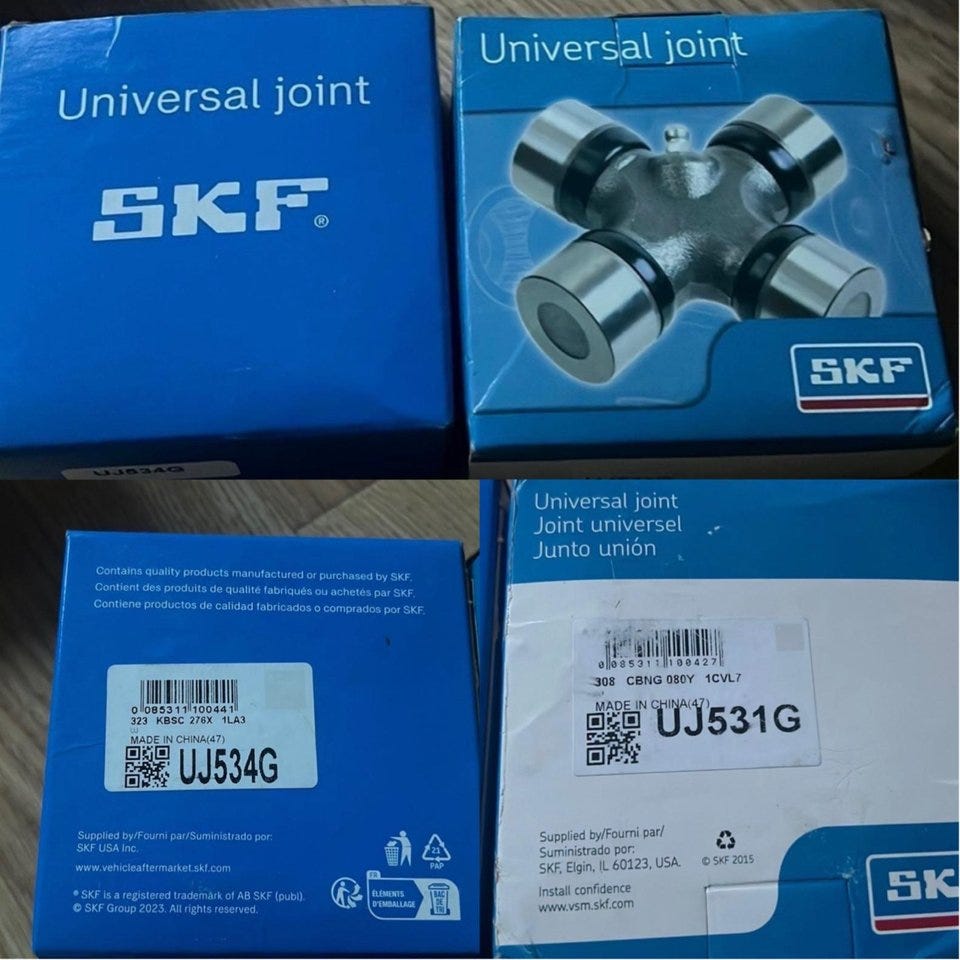 Universal joint
SKF®
UJ534G
Universal joint
SKF
Contains quality products manufactured or purchased by SKF.
Contient des produits de qualité fabriqués ou achetés par SKF.
Contiene productos de calidad fabricados o comprados por SKF.
0 085311 100441
323 KBSC 276X 1LA3
MADE IN CHINA(47)
UJ534G
Supplied by/Fourni par/Suministrado por:
SKF USA Inc.
www.vehicleaftermarket.skf.com
® SKF is a registered trademark of AB SKF (publ).
© SKF Group 2023. All rights reserved.
21
PAP
FR
ÉLÉMENTS
D'EMBALLAGE
BAC
DE
TRI
Universal joint
Joint universel
Junto unión
0 085311 100427
308 CBNG 080Y 1CVL7
MADE IN CHINA(47)
UJ531G
Supplied by/Fourni par/
Suministrado por:
SKF, Elgin, IL 60123, USA.
© SKF 2015
Install confidence
www.vsm.skf.com
SK